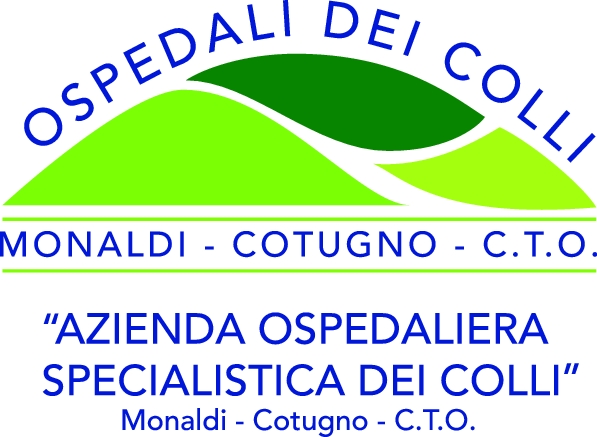 OSPEDALI DEI COLLI
MONALDI - COTUGNO - C.T.O.
“AZIENDA OSPEDALIERA
SPECIALISTICA DEI COLLI”
Monaldi - Cotugno - C.T.O.